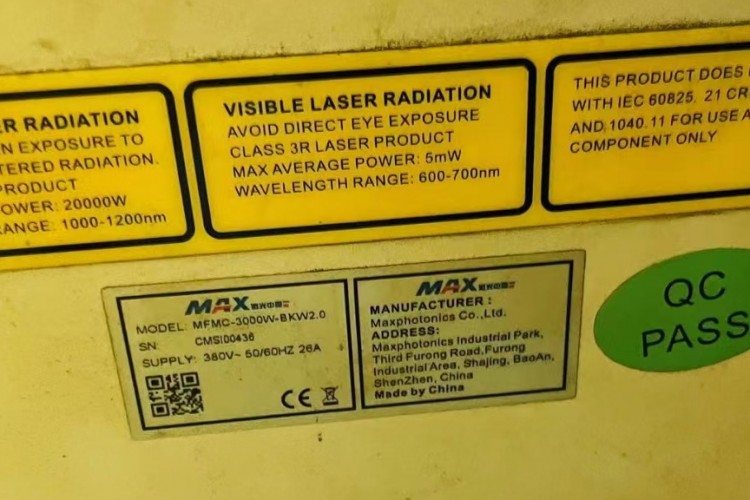 ER RADIATION
N EXPOSURE TO
TERED RADIATION.
PRODUCT
POWER: 20000W
RANGE: 1000-1200nm
VISIBLE LASER RADIATION
AVOID DIRECT EYE EXPOSURE
CLASS 3R LASER PRODUCT
MAX AVERAGE POWER: 5mW
WAVELENGTH RANGE: 600-700nm
THIS PRODUCT DOES
WITH IEC 60825, 21 CR
AND 1040.11 FOR USE A
COMPONENT ONLY
MAX
MODEL: MFMC-3000W-BKW2.0
SN: CMSI00436
SUPPLY: 380V~ 50/60HZ 26A
CE
MAX
MANUFACTURER :
Maxphotonics Co.,Ltd.
ADDRESS:
Maxphotonics Industrial Park,
Third Furong Road,Furong
Industrial Area, Shajing, BaoAn,
ShenZhen, China
Made by China
QC
PASS